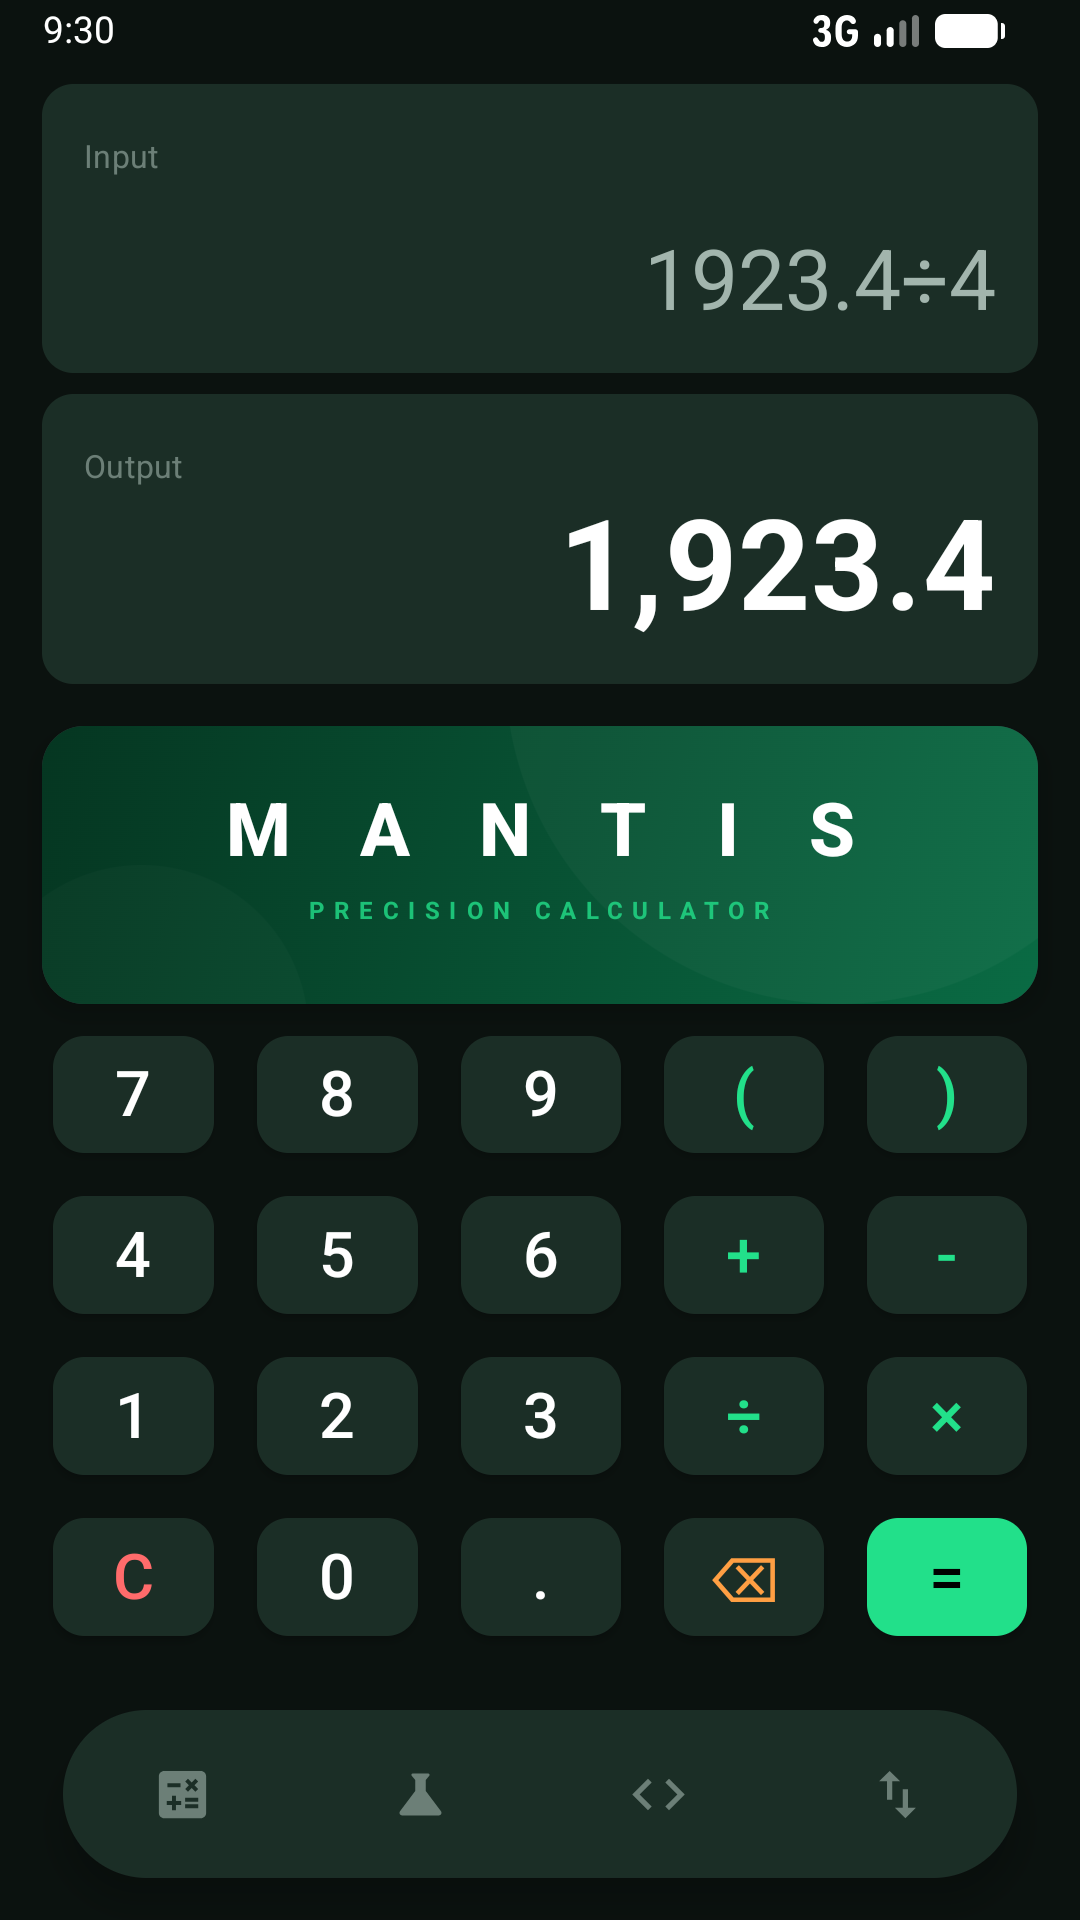 9:30 3G
Input
1923.4÷4
Output
1,923.4
MANTIS
PRECISION CALCULATOR
7 8 9 ( )
4 5 6 + -
1 2 3 ÷ ×
C 0 . =